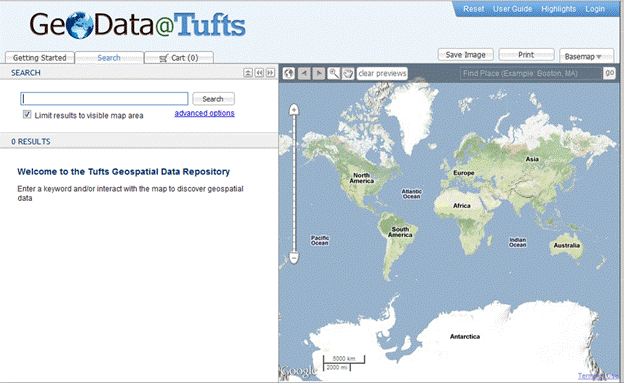 Reset User Guide Highlights Login
GeoData@Tufts
Getting Started
Search
Cart (0)
Save Image
Print
Basemap
SEARCH
clear previews
Find Place (Example: Boston, MA)
go
Search
Limit results to visible map area
advanced options
0 RESULTS
Welcome to the Tufts Geospatial Data Repository
Enter a keyword and/or interact with the map to discover geospatial
data
North
America
Atlantic
Ocean
Europe
Asia
Africa
South
America
Pacific
Ocean
Indian
Ocean
Australia
Antarctica
5000 km
2000 mi
Google